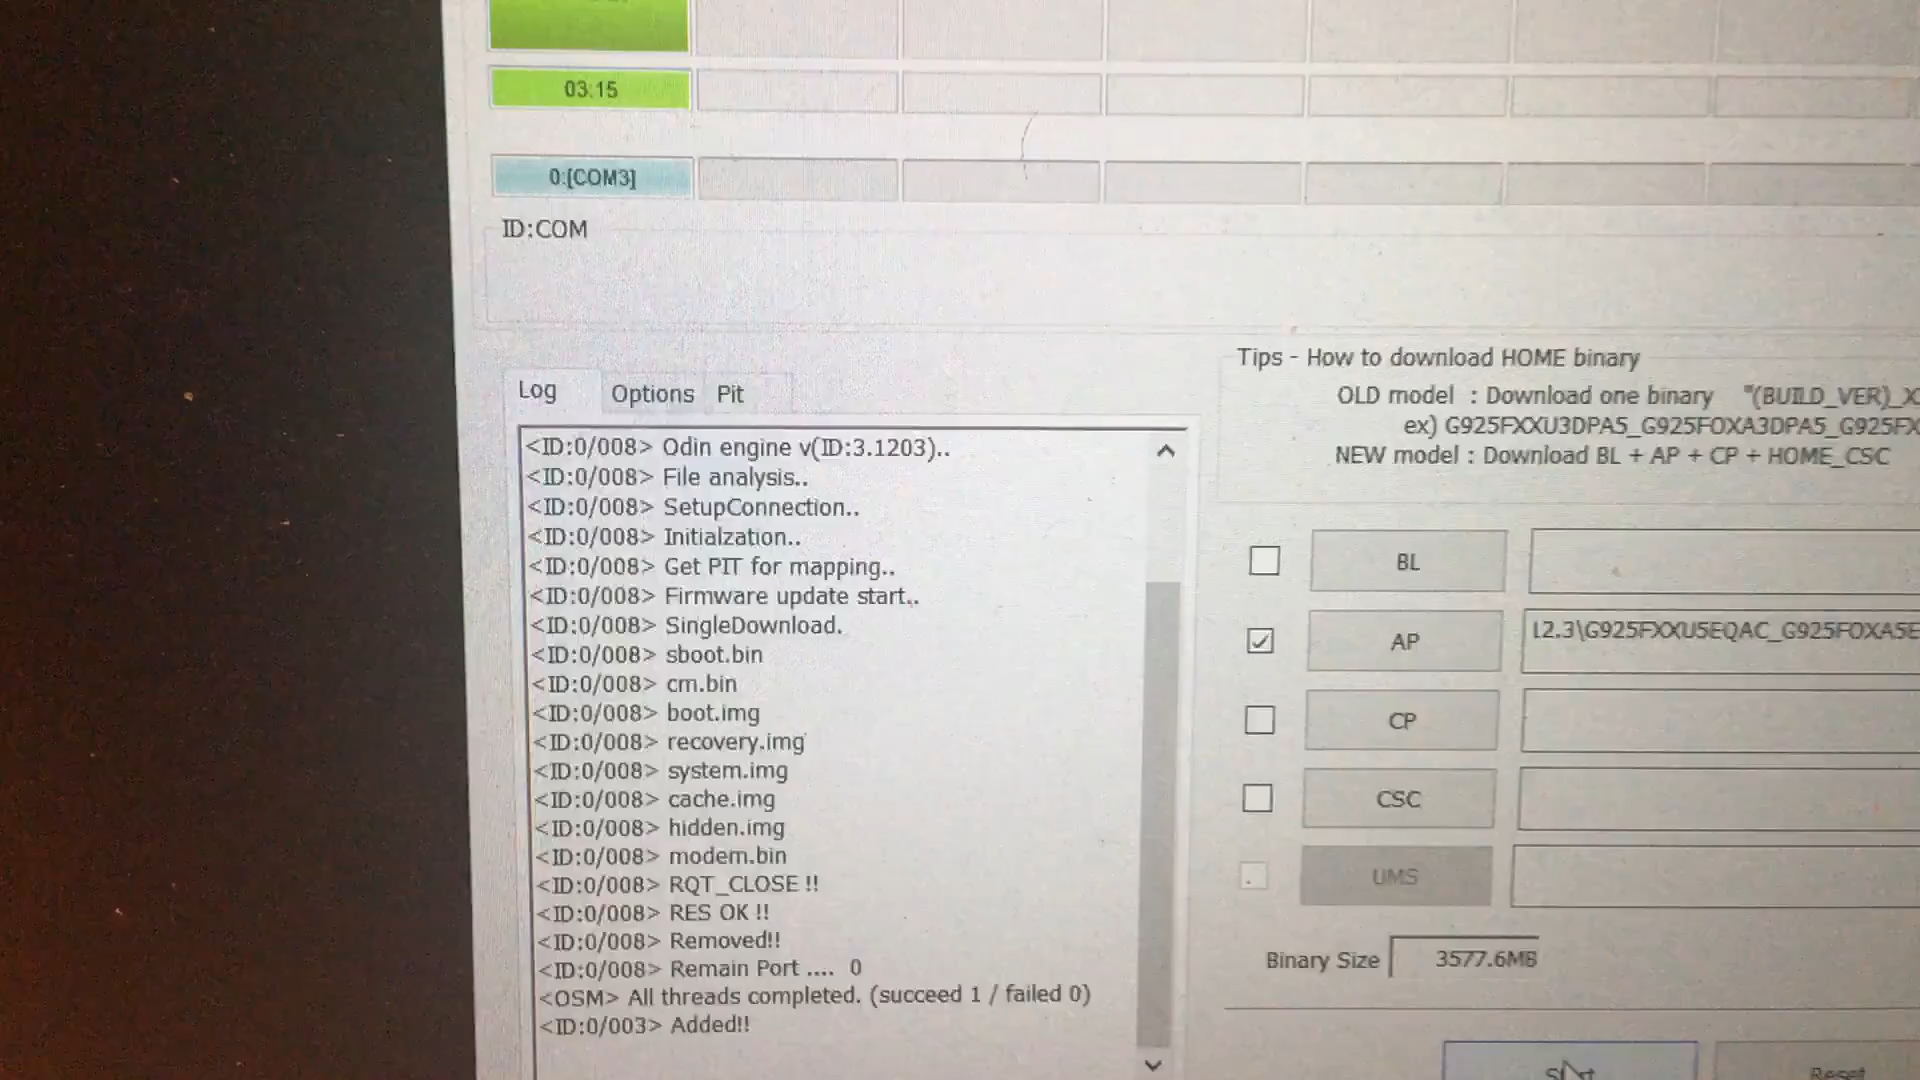 03:15
0:[COM3]
ID:COM
Log Options Pit
<ID:0/008> Odin engine v(ID:3.1203)..
<ID:0/008> File analysis..
<ID:0/008> SetupConnection..
<ID:0/008> Initialzation..
<ID:0/008> Get PIT for mapping..
<ID:0/008> Firmware update start..
<ID:0/008> SingleDownload.
<ID:0/008> sboot.bin
<ID:0/008> cm.bin
<ID:0/008> boot.img
<ID:0/008> recovery.img
<ID:0/008> system.img
<ID:0/008> cache.img
<ID:0/008> hidden.img
<ID:0/008> modem.bin
<ID:0/008> RQT_CLOSE !!
<ID:0/008> RES OK !!
<ID:0/008> Removed!!
<ID:0/008> Remain Port .... 0
<OSM> All threads completed. (succeed 1 / failed 0)
<ID:0/003> Added!!
Tips - How to download HOME binary
OLD model : Download one binary "(BUILD_VER)_X
ex) G925FXXU3DPA5_G925FOXA3DPA5_G925FX
NEW model : Download BL + AP + CP + HOME_CSC
BL
AP 12.3\G925FXXU5EQAC_G925FOXA5E
CP
CSC
UMS
Binary Size 3577.6MB
Reset